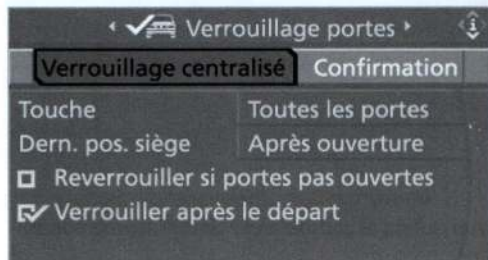 Verrouillage portes
Verrouillage centralisé Confirmation
Touche Toutes les portes
Dern. pos. siège Après ouverture
Reverrouiller si portes pas ouvertes
Verrouiller après le départ